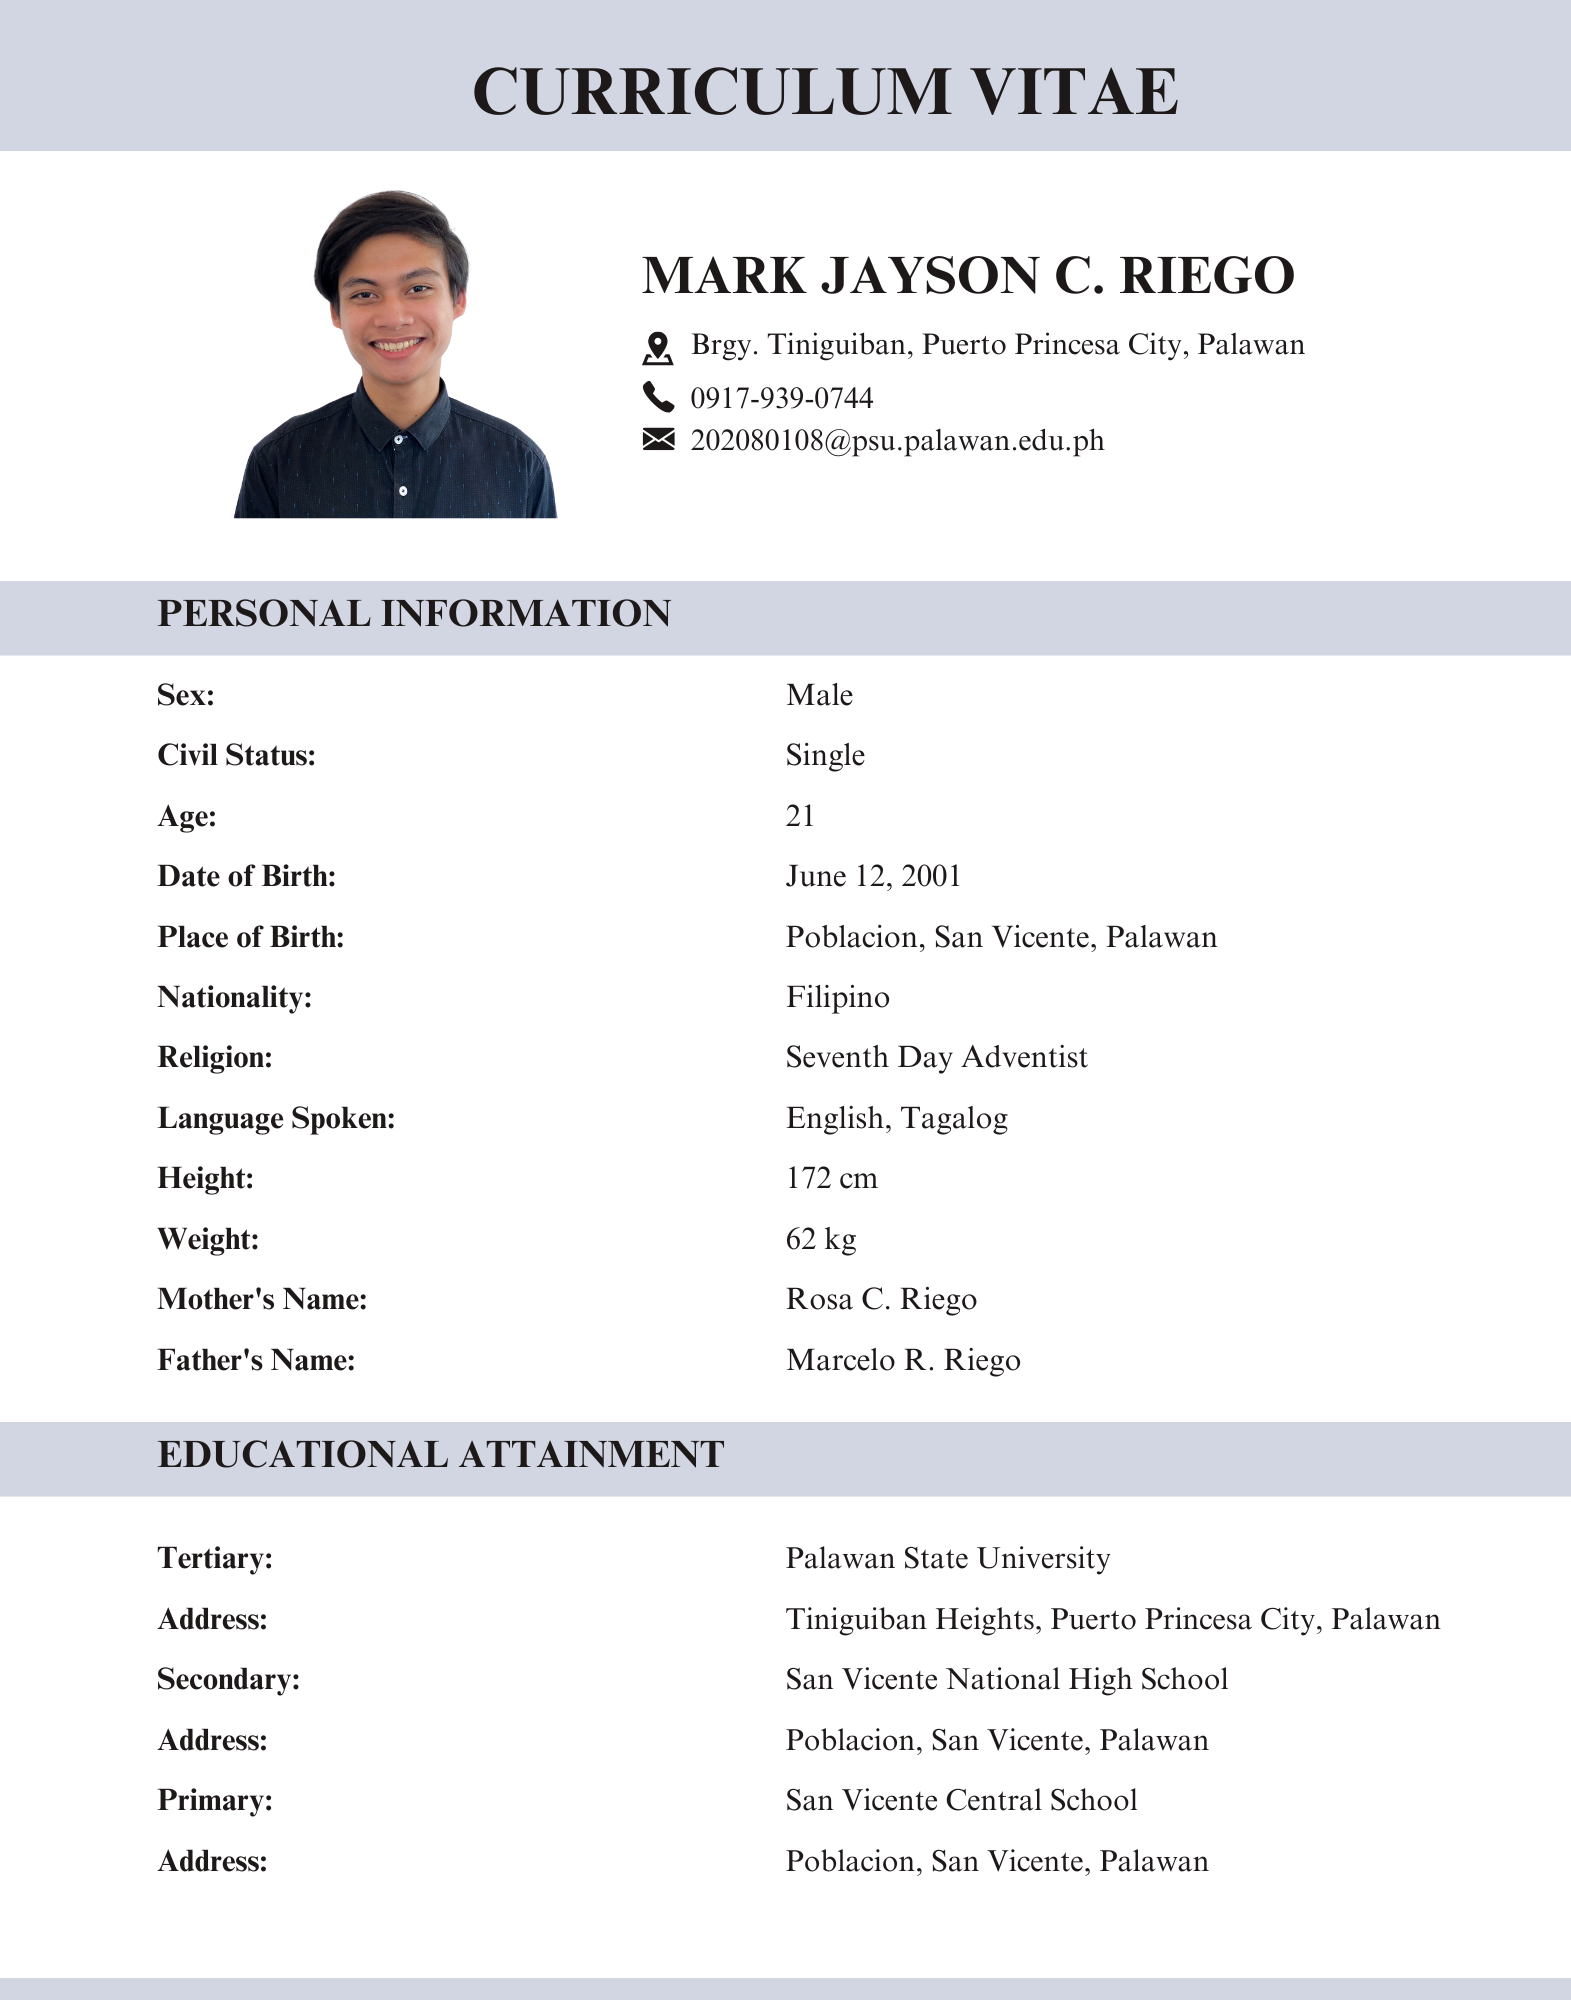 CURRICULUM VITAE
MARK JAYSON C. RIEGO
Brgy. Tiniguiban, Puerto Princesa City, Palawan
0917-939-0744
202080108@psu.palawan.edu.ph
PERSONAL INFORMATION
Sex: Male
Civil Status: Single
Age: 21
Date of Birth: June 12, 2001
Place of Birth: Poblacion, San Vicente, Palawan
Nationality: Filipino
Religion: Seventh Day Adventist
Language Spoken: English, Tagalog
Height: 172 cm
Weight: 62 kg
Mother's Name: Rosa C. Riego
Father's Name: Marcelo R. Riego
EDUCATIONAL ATTAINMENT
Tertiary: Palawan State University
Address: Tiniguiban Heights, Puerto Princesa City, Palawan
Secondary: San Vicente National High School
Address: Poblacion, San Vicente, Palawan
Primary: San Vicente Central School
Address: Poblacion, San Vicente, Palawan